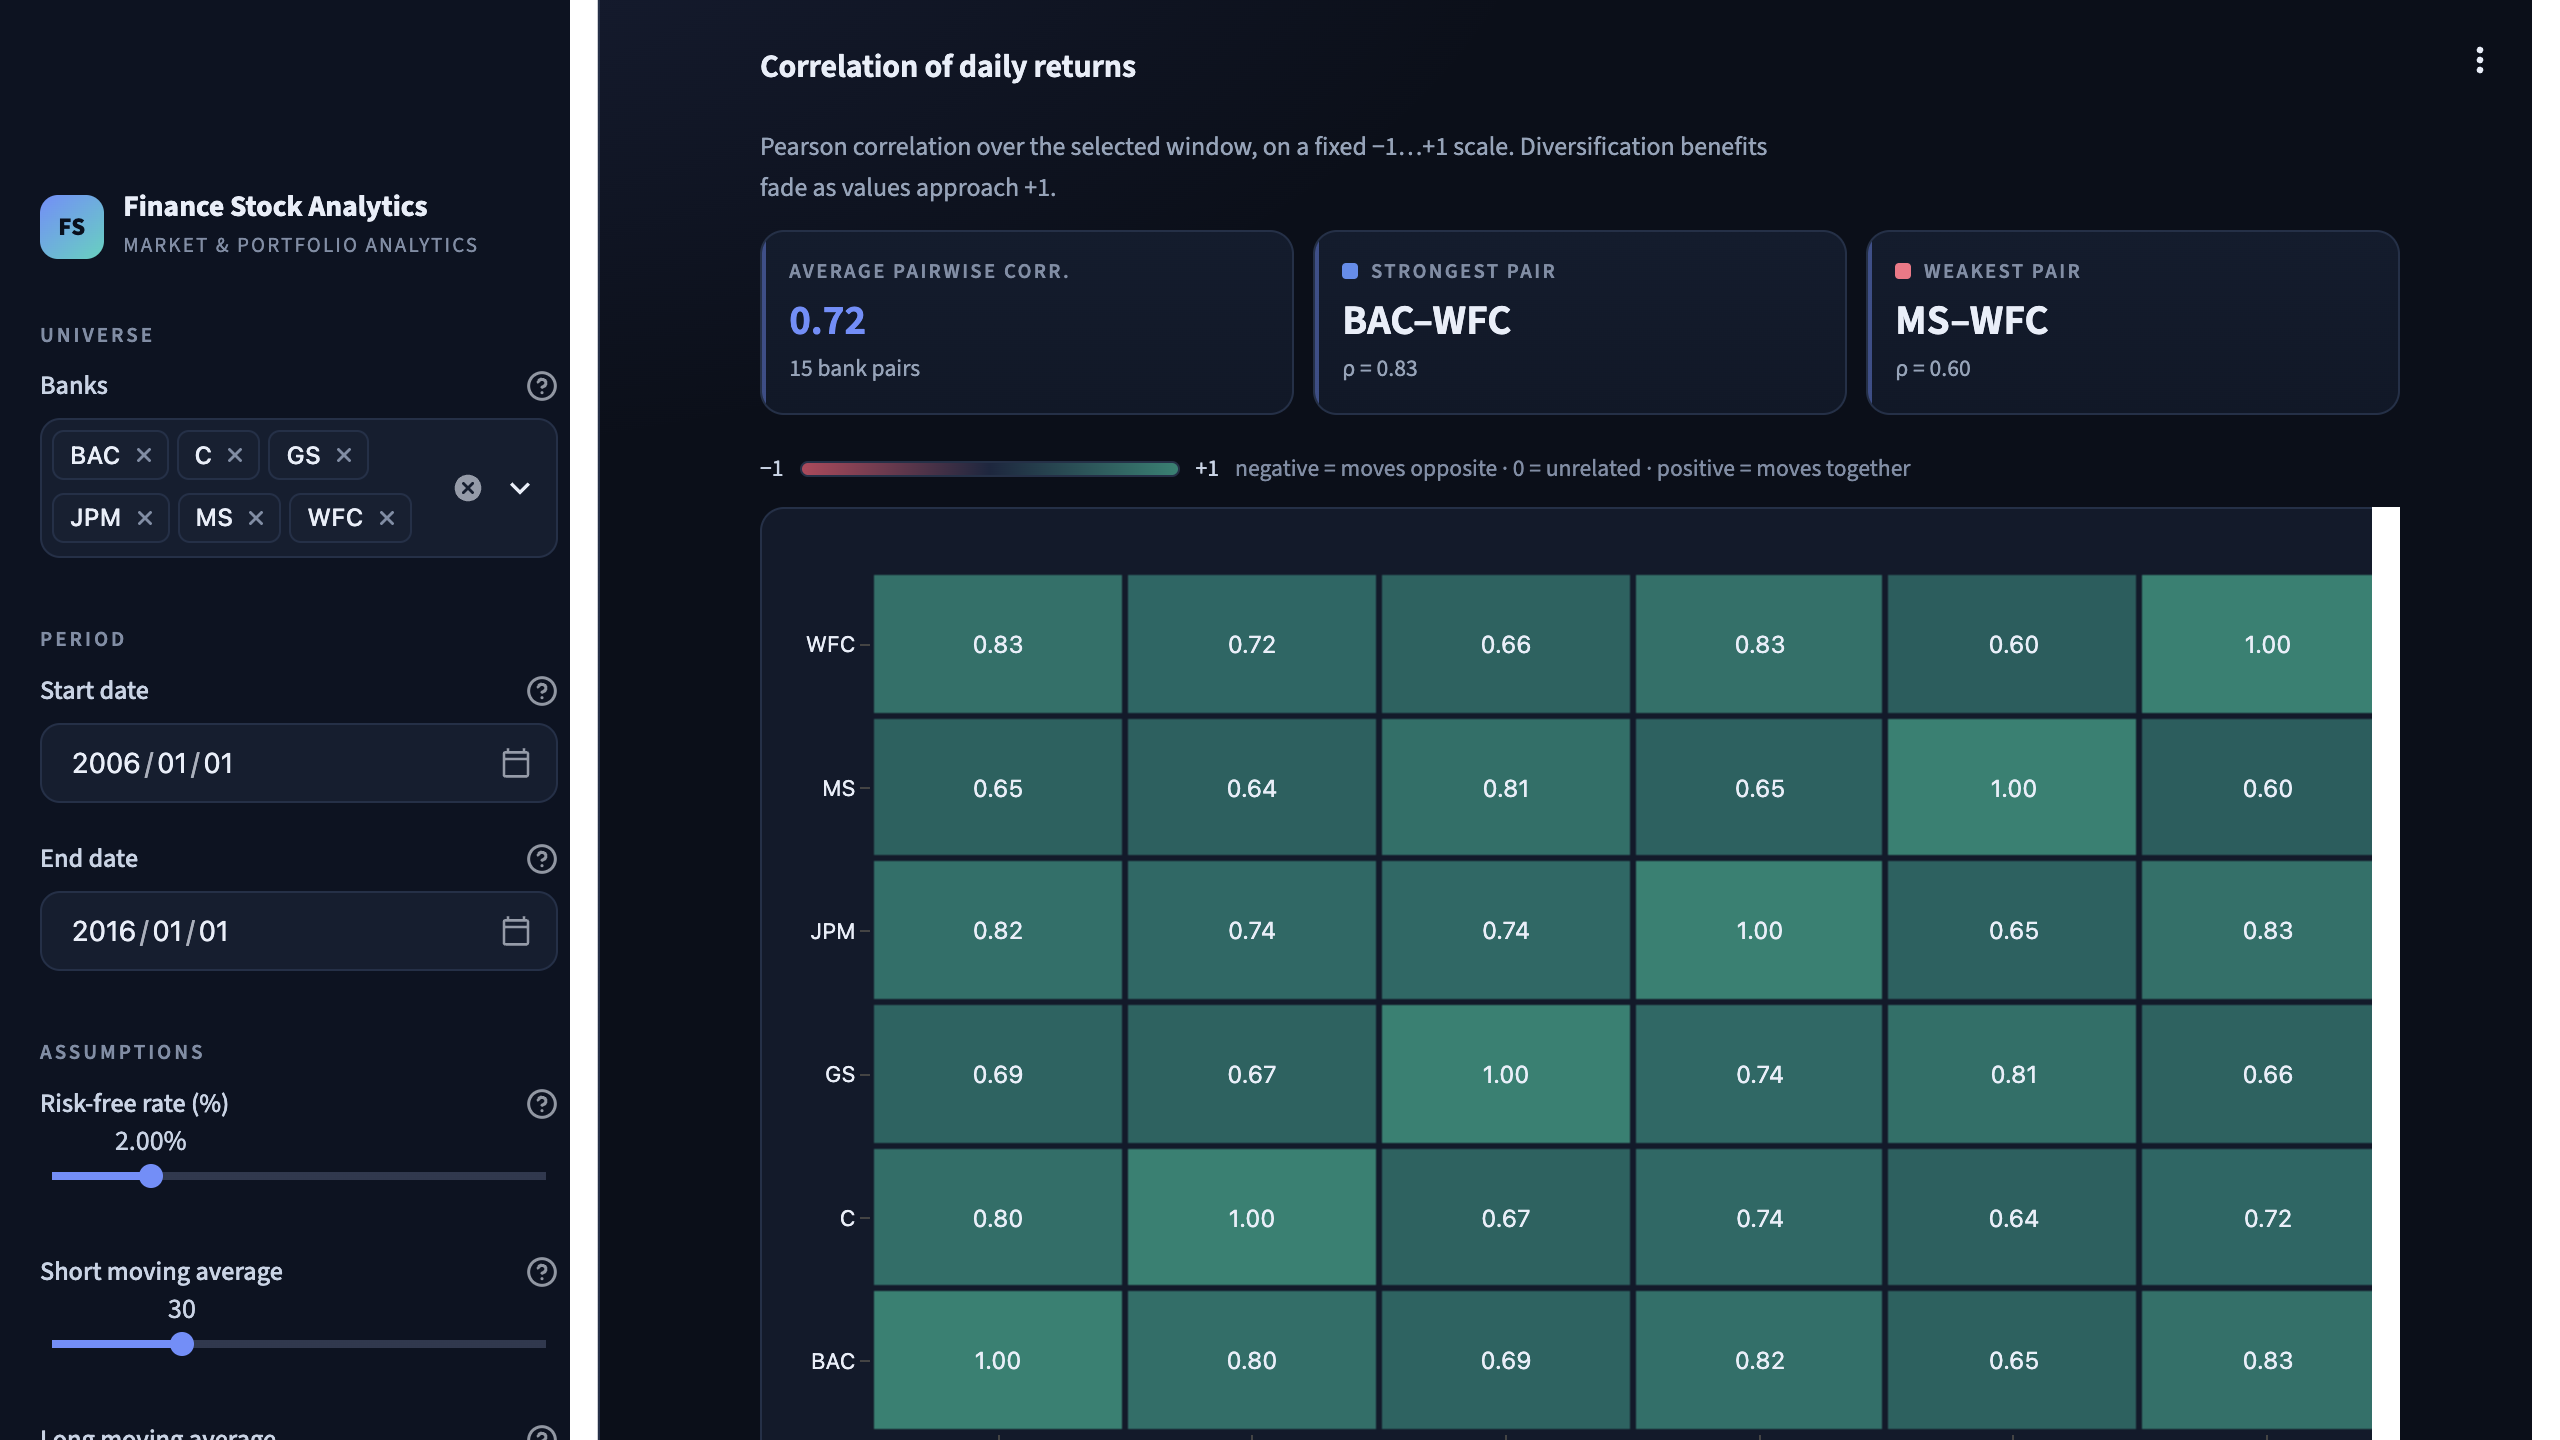 FS
Finance Stock Analytics
MARKET & PORTFOLIO ANALYTICS
UNIVERSE
Banks
BAC
C
GS
JPM
MS
WFC
PERIOD
Start date
2006/01/01
End date
2016/01/01
ASSUMPTIONS
Risk-free rate (%)
2.00%
Short moving average
30
Long moving average
Correlation of daily returns
Pearson correlation over the selected window, on a fixed −1…+1 scale. Diversification benefits
fade as values approach +1.
AVERAGE PAIRWISE CORR.
0.72
15 bank pairs
STRONGEST PAIR
BAC–WFC
ρ = 0.83
WEAKEST PAIR
MS–WFC
ρ = 0.60
−1 +1 negative = moves opposite · 0 = unrelated · positive = moves together
WFC 0.83 0.72 0.66 0.83 0.60 1.00
MS 0.65 0.64 0.81 0.65 1.00 0.60
JPM 0.82 0.74 0.74 1.00 0.65 0.83
GS 0.69 0.67 1.00 0.74 0.81 0.66
C 0.80 1.00 0.67 0.74 0.64 0.72
BAC 1.00 0.80 0.69 0.82 0.65 0.83